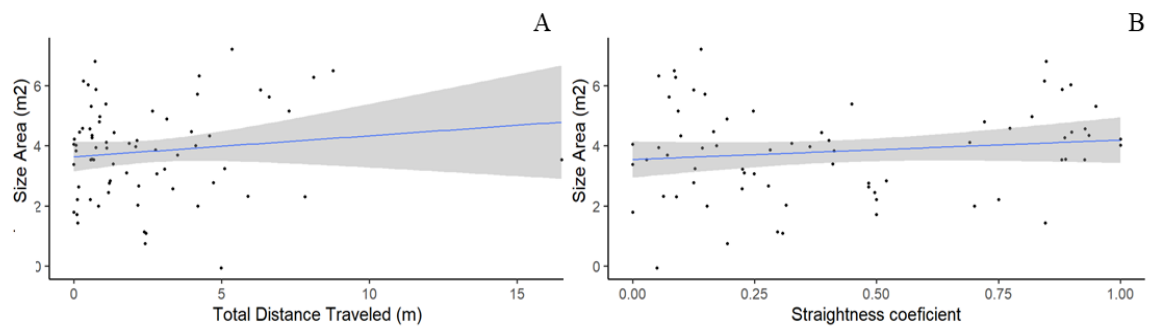 A
Size Area (m2)
6
4
2
0
0 5 10 15
Total Distance Traveled (m)
B
Size Area (m2)
6
4
2
0
0.00 0.25 0.50 0.75 1.00
Straightness coeficient